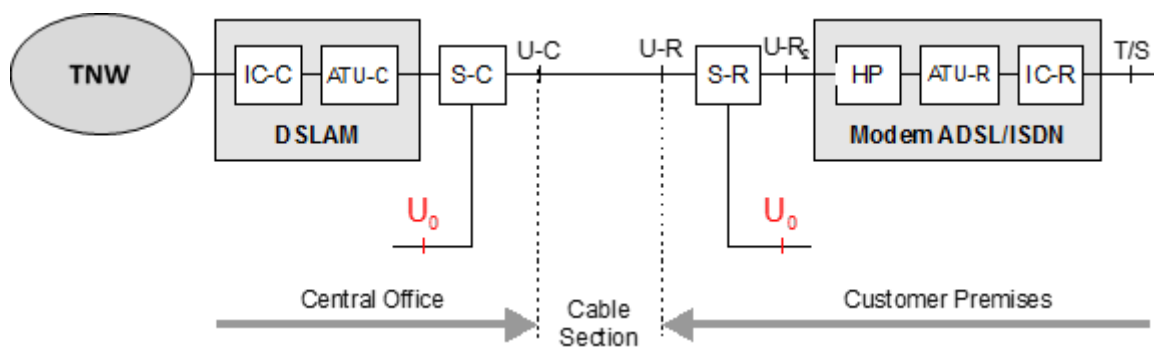 U-C U-R U-R₂ T/S
TNW IC-C ATU-C S-C S-R HP ATU-R IC-R
DSLAM Modem ADSL/ISDN
U₀ U₀
Central Office Customer Premises
Cable
Section